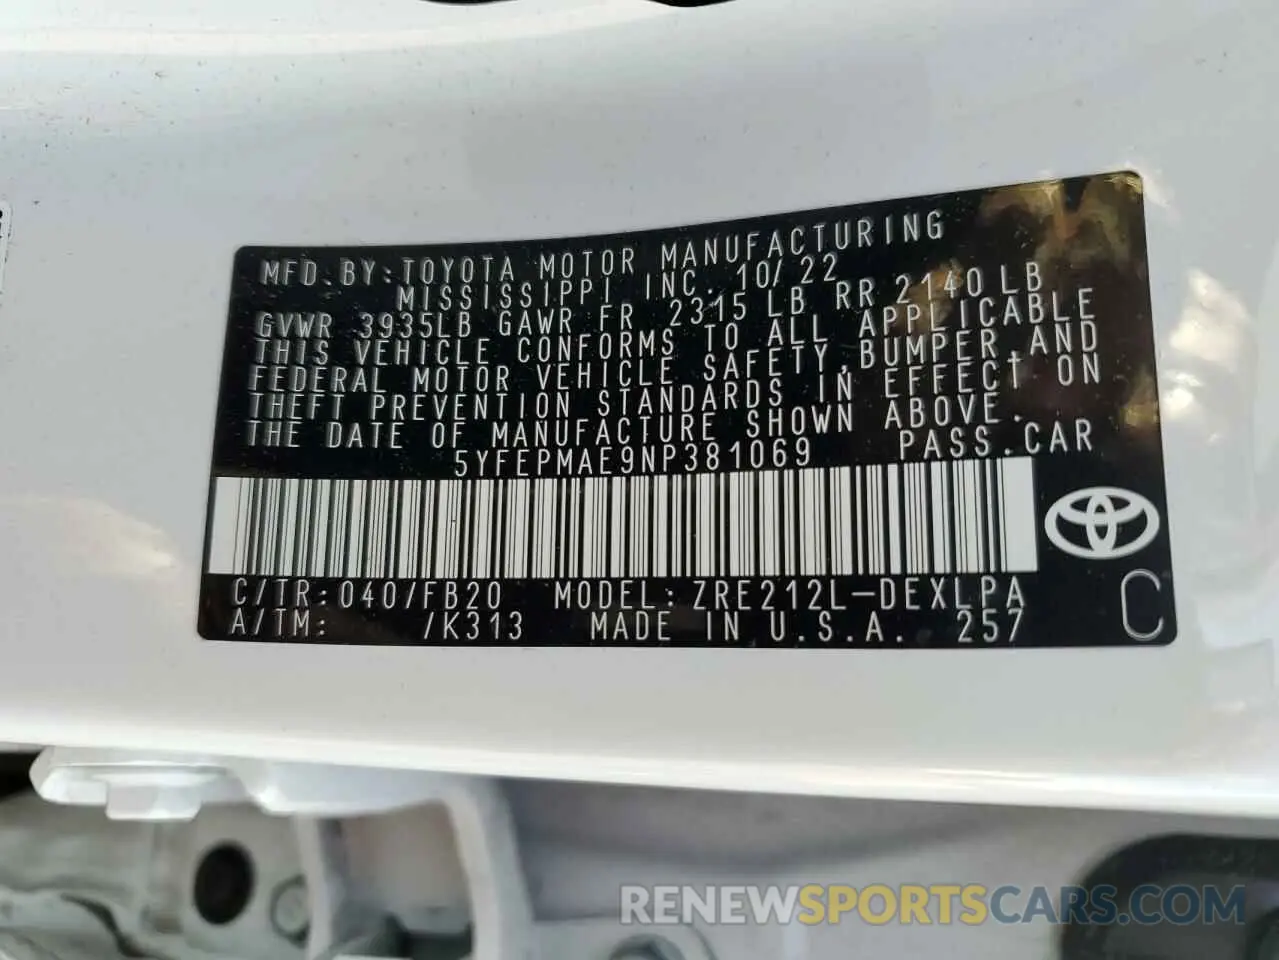 MFD.BY:TOYOTA MOTOR MANUFACTURING
MISSISSIPPI INC. 10/22
GVWR 3935LB GAWR FR 2315LB RR 2140LB
THIS VEHICLE CONFORMS TO ALL APPLICABLE
FEDERAL MOTOR VEHICLE SAFETY,BUMPER,AND
THEFT PREVENTION STANDARDS IN EFFECT ON
THE DATE OF MANUFACTURE SHOWN ABOVE.
5YFEPMAE9NP381069 PASS.CAR
C/TR:040/FB20 MODEL:ZRE212L-DEXLPA
A/TM: /K313 MADE IN U.S.A. 257
C
RENEWSPORTSCARS.COM